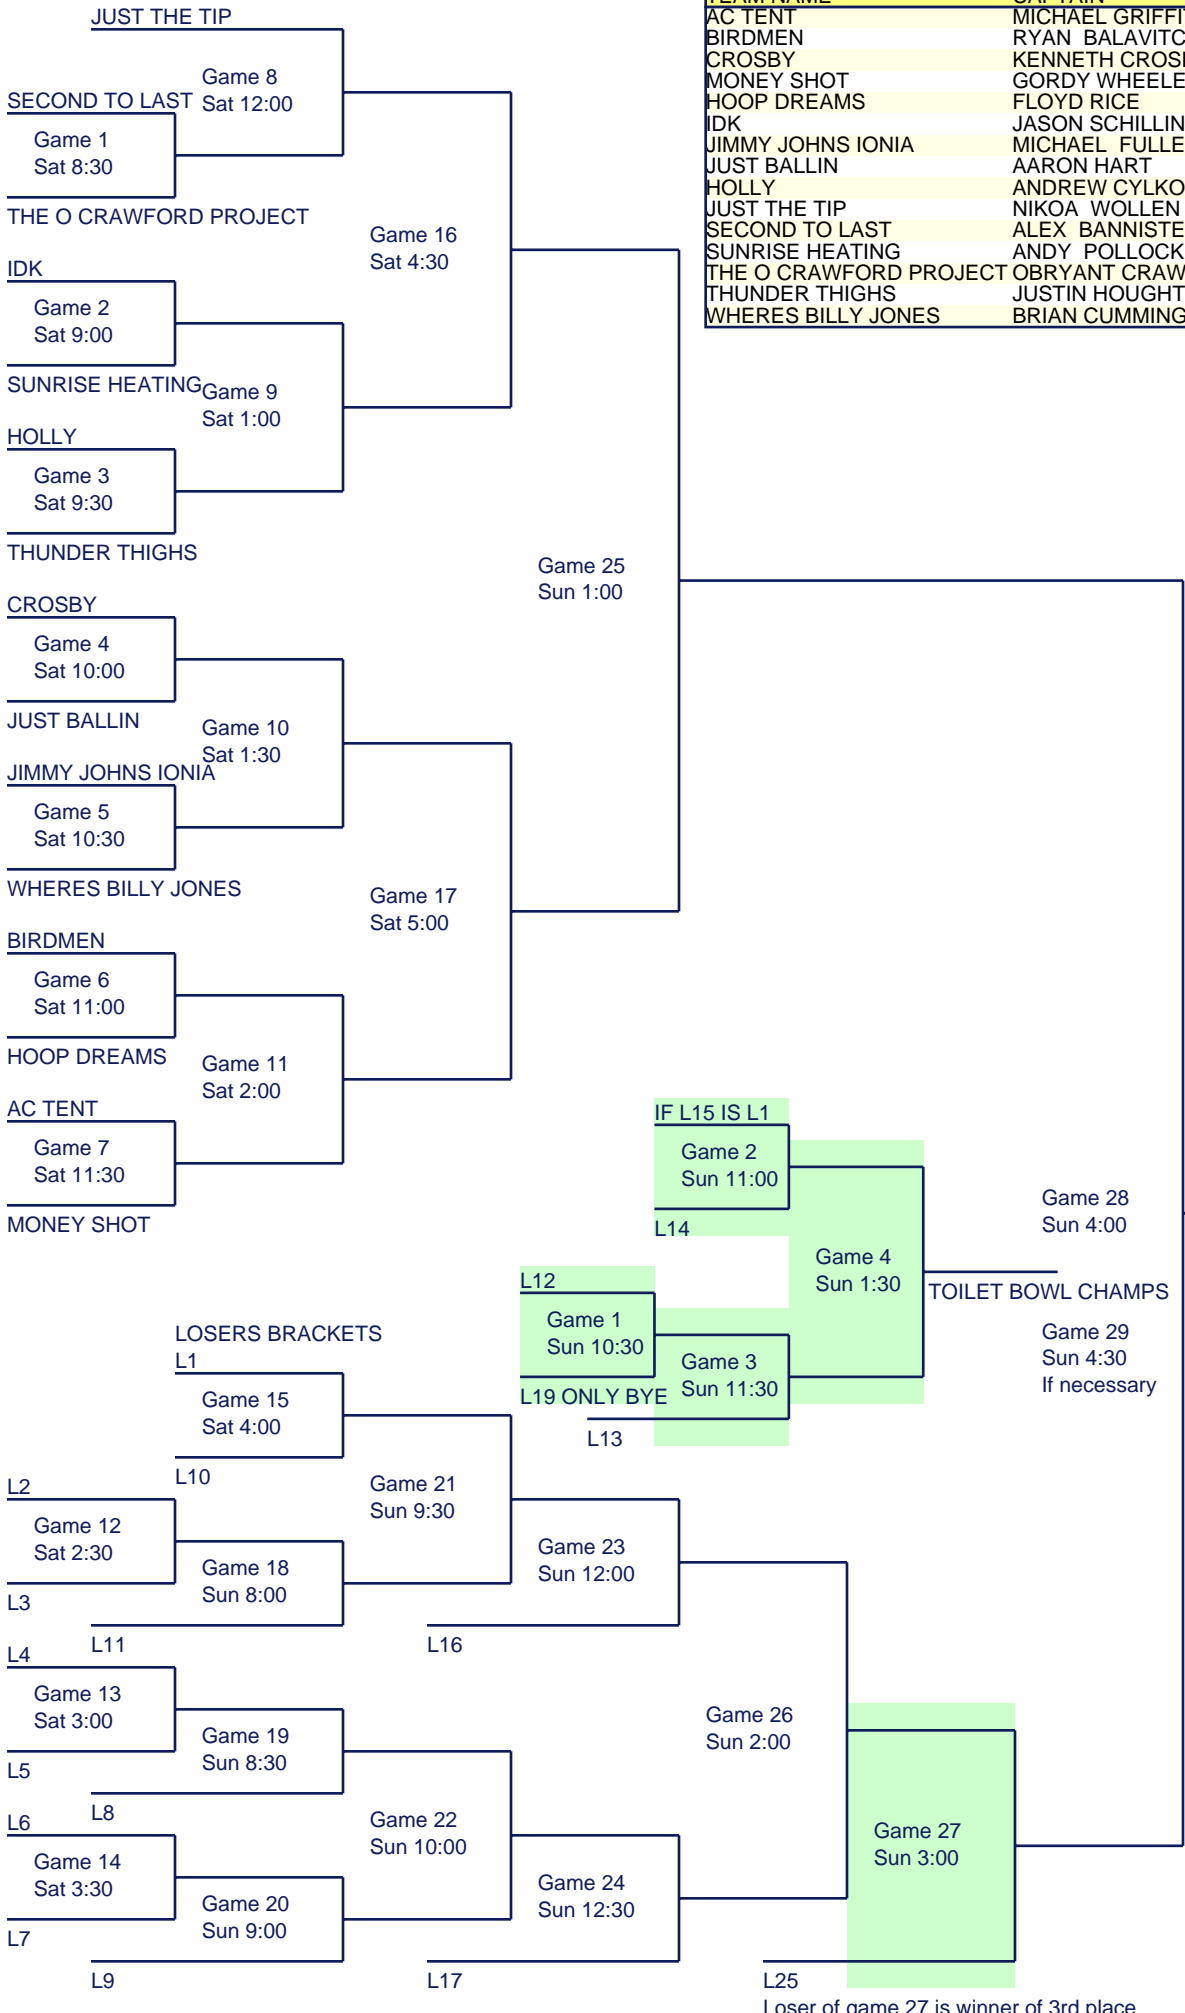 JUST THE TIP
Game 8
Sat 12:00
SECOND TO LAST
Game 1
Sat 8:30
THE O CRAWFORD PROJECT
Game 16
Sat 4:30
IDK
Game 2
Sat 9:00
SUNRISE HEATING
Game 9
Sat 1:00
HOLLY
Game 3
Sat 9:30
THUNDER THIGHS
Game 25
Sun 1:00
CROSBY
Game 4
Sat 10:00
JUST BALLIN
Game 10
Sat 1:30
JIMMY JOHNS IONIA
Game 5
Sat 10:30
WHERES BILLY JONES
Game 17
Sat 5:00
BIRDMEN
Game 6
Sat 11:00
HOOP DREAMS
Game 11
Sat 2:00
AC TENT
Game 7
Sat 11:30
MONEY SHOT
AC TENT MICHAEL GRIFFI
BIRDMEN RYAN BALAVITC
CROSBY KENNETH CROS
MONEY SHOT GORDY WHEELE
HOOP DREAMS FLOYD RICE
IDK JASON SCHILLIN
JIMMY JOHNS IONIA MICHAEL FULLE
JUST BALLIN AARON HART
HOLLY ANDREW CYLKO
JUST THE TIP NIKOA WOLLEN
SECOND TO LAST ALEX BANNISTE
SUNRISE HEATING ANDY POLLOCK
THE O CRAWFORD PROJECT OBRYANT CRAW
THUNDER THIGHS JUSTIN HOUGHT
WHERES BILLY JONES BRIAN CUMMING
IF L15 IS L1
Game 2
Sun 11:00
L14
Game 4
Sun 1:30
L12
Game 1
Sun 10:30
L19 ONLY BYE
Game 3
Sun 11:30
L13
TOILET BOWL CHAMPS
Game 28
Sun 4:00
Game 29
Sun 4:30
If necessary
LOSERS BRACKETS
L1
Game 15
Sat 4:00
L10
Game 21
Sun 9:30
L2
Game 12
Sat 2:30
L3
Game 18
Sun 8:00
L11
Game 23
Sun 12:00
L16
L4
Game 13
Sat 3:00
L5
Game 19
Sun 8:30
L8
Game 26
Sun 2:00
L6
Game 14
Sat 3:30
L7
Game 22
Sun 10:00
Game 20
Sun 9:00
L9
Game 24
Sun 12:30
L17
Game 27
Sun 3:00
L25
Loser of game 27 is winner of 3rd place